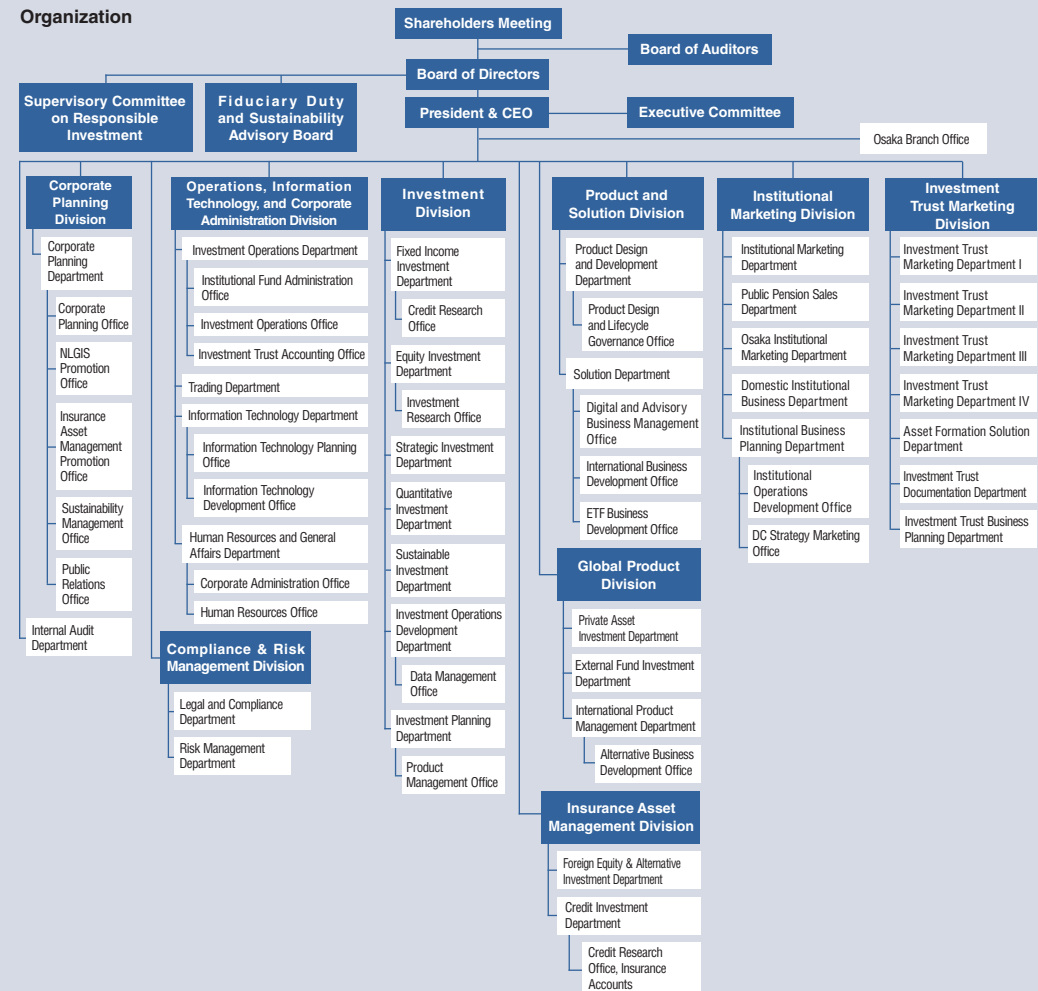 Organization
Shareholders Meeting
Board of Auditors
Board of Directors
Supervisory Committee
on Responsible
Investment
Fiduciary Duty
and Sustainability
Advisory Board
President & CEO
Executive Committee
Osaka Branch Office
Corporate
Planning
Division
Corporate
Planning
Department
Corporate
Planning Office
NLGIS
Promotion
Office
Insurance
Asset
Management
Promotion
Office
Sustainability
Management
Office
Public
Relations
Office
Internal Audit
Department
Operations, Information
Technology, and Corporate
Administration Division
Investment Operations Department
Institutional Fund Administration
Office
Investment Operations Office
Investment Trust Accounting Office
Trading Department
Information Technology Department
Information Technology Planning
Office
Information Technology
Development Office
Human Resources and General
Affairs Department
Corporate Administration Office
Human Resources Office
Compliance & Risk
Management Division
Legal and Compliance
Department
Risk Management
Department
Investment
Division
Fixed Income
Investment
Department
Credit Research
Office
Equity Investment
Department
Investment
Research Office
Strategic Investment
Department
Quantitative
Investment
Department
Sustainable
Investment
Department
Investment Operations
Development
Department
Data Management
Office
Investment Planning
Department
Product
Management Office
Product and
Solution Division
Product Design
and Development
Department
Product Design
and Lifecycle
Governance Office
Solution Department
Digital and Advisory
Business Management
Office
International Business
Development Office
ETF Business
Development Office
Global Product
Division
Private Asset
Investment Department
External Fund Investment
Department
International Product
Management Department
Alternative Business
Development Office
Insurance Asset
Management Division
Foreign Equity & Alternative
Investment Department
Credit Investment
Department
Credit Research
Office, Insurance
Accounts
Institutional
Marketing Division
Institutional Marketing
Department
Public Pension Sales
Department
Osaka Institutional
Marketing Department
Domestic Institutional
Business Department
Institutional Business
Planning Department
Institutional
Operations
Development Office
DC Strategy Marketing
Office
Investment
Trust Marketing
Division
Investment Trust
Marketing Department I
Investment Trust
Marketing Department II
Investment Trust
Marketing Department III
Investment Trust
Marketing Department IV
Asset Formation Solution
Department
Investment Trust
Documentation Department
Investment Trust Business
Planning Department